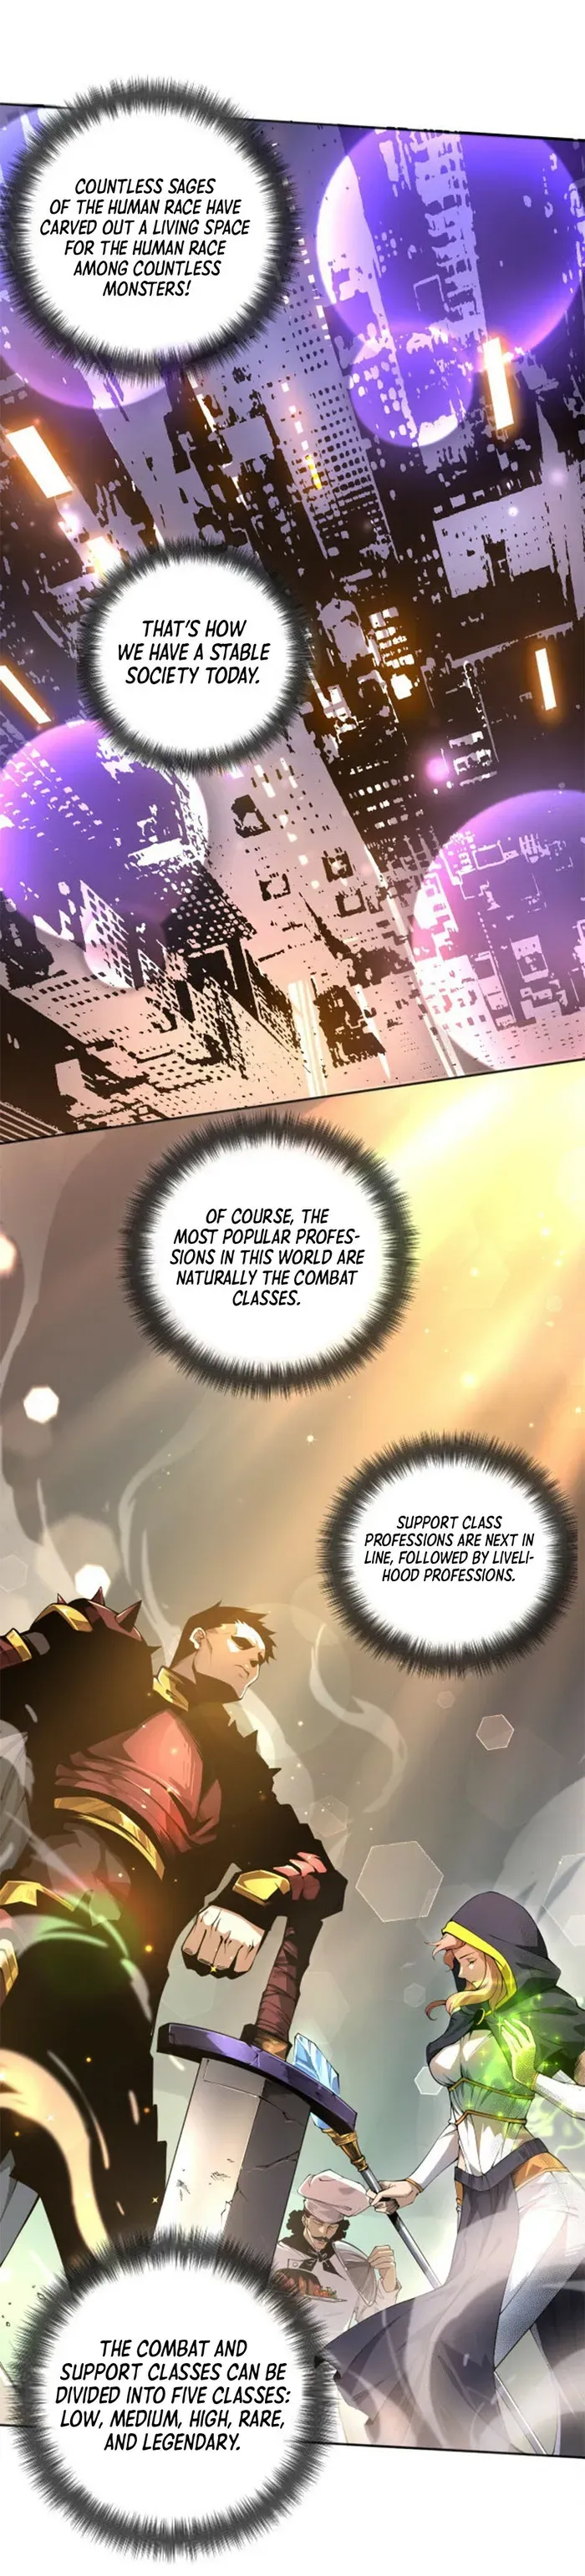 COUNTLESS SAGES
OF THE HUMAN RACE HAVE
CARVED OUT A LIVING SPACE
FOR THE HUMAN RACE
AMONG COUNTLESS
MONSTERS!
THAT'S HOW
WE HAVE A STABLE
SOCIETY TODAY.
OF COURSE, THE
MOST POPULAR PROFES-
SIONS IN THIS WORLD ARE
NATURALLY THE COMBAT
CLASSES.
SUPPORT CLASS
PROFESSIONS ARE NEXT IN
LINE, FOLLOWED BY LIVELI-
HOOD PROFESSIONS.
THE COMBAT AND
SUPPORT CLASSES CAN BE
DIVIDED INTO FIVE CLASSES:
LOW, MEDIUM, HIGH, RARE,
AND LEGENDARY.